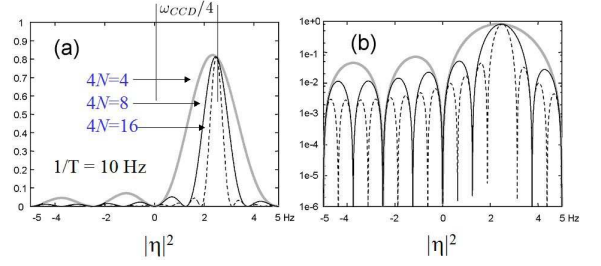 ω_CCD/4
(a)
4N=4
4N=8
4N=16
1/T = 10 Hz
1
0.9
0.8
0.7
0.6
0.5
0.4
0.3
0.2
0.1
0
-5 -4 -2 0 2 4 5 Hz
|η|²
(b)
1e+0
1e-1
1e-2
1e-3
1e-4
1e-5
1e-6
-5 -4 -2 0 2 4 5 Hz
|η|²